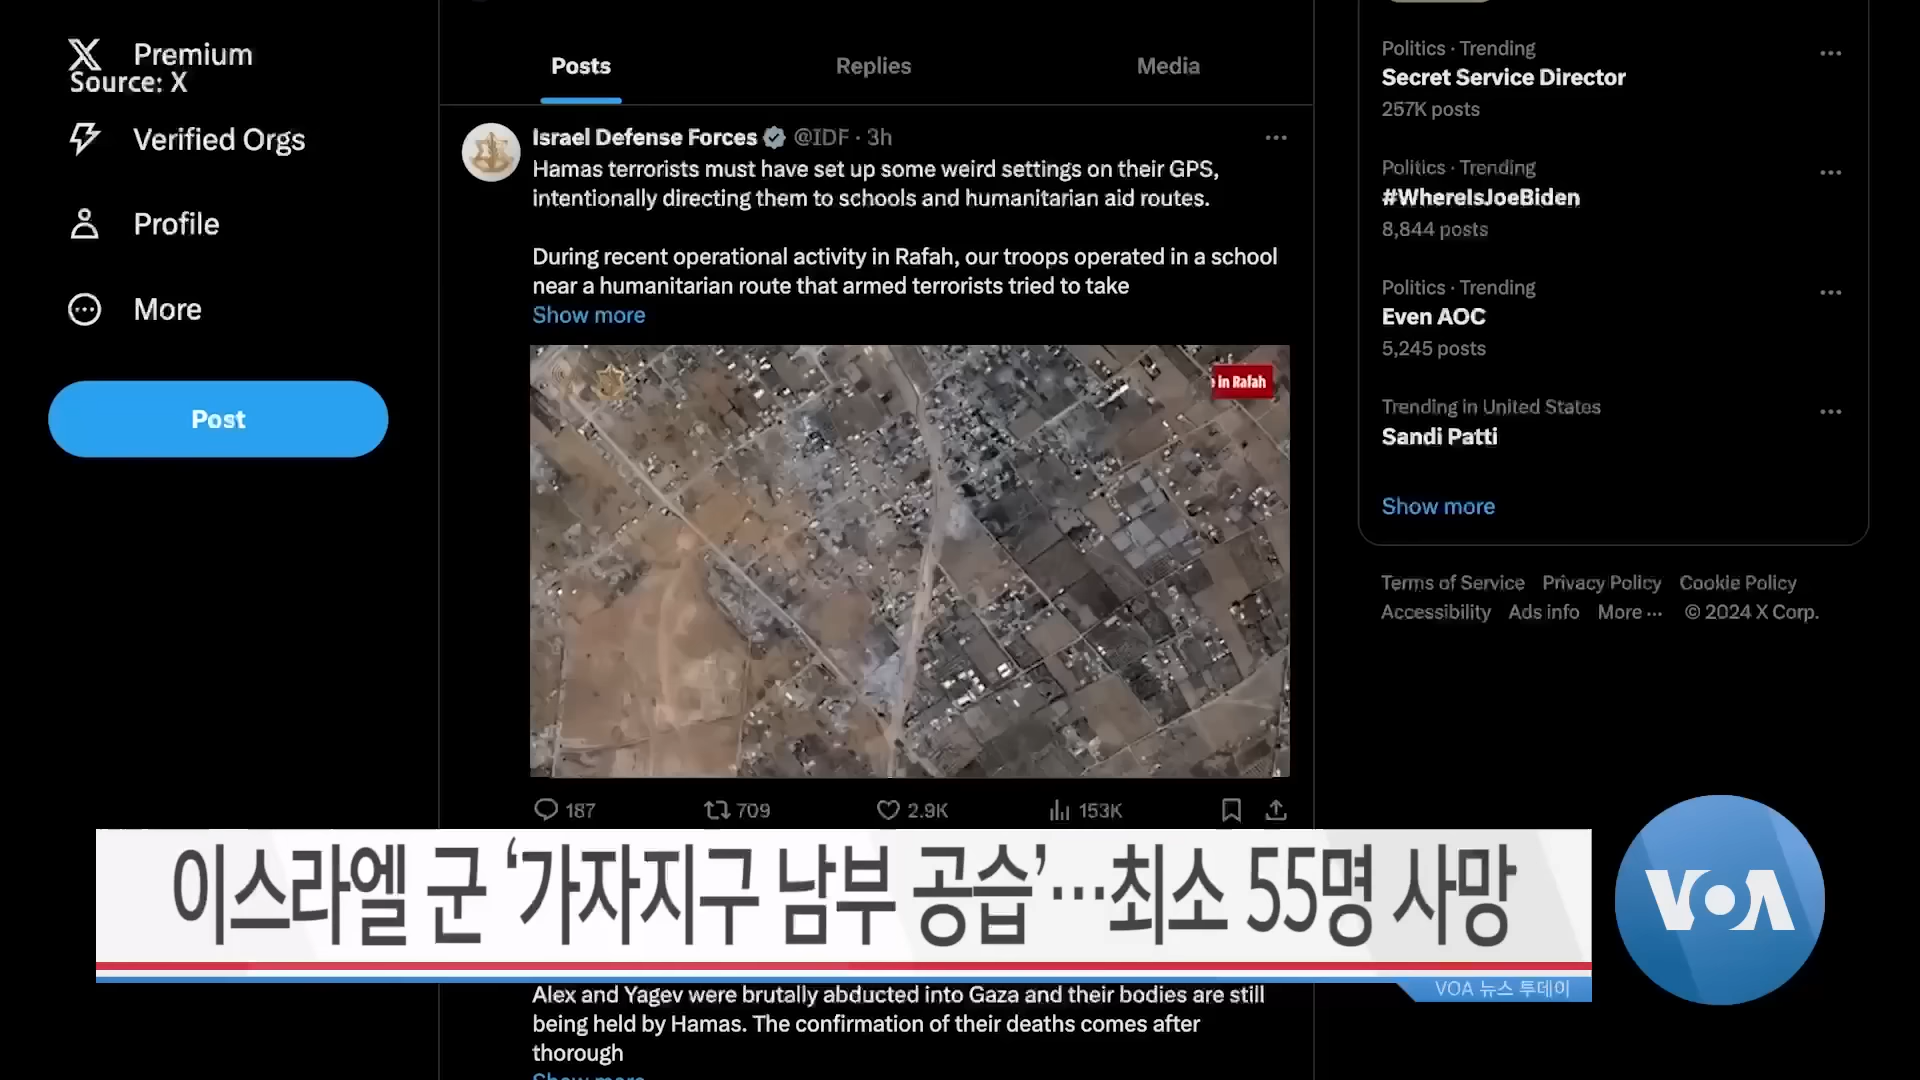 Premium
Source: X
Verified Orgs
Profile
More
Post
Posts
Replies
Media
Israel Defense Forces @IDF · 3h
Hamas terrorists must have set up some weird settings on their GPS,
intentionally directing them to schools and humanitarian aid routes.
During recent operational activity in Rafah, our troops operated in a school
near a humanitarian route that armed terrorists tried to take
Show more
in Rafah
187
709
2.9K
153K
이스라엘 군 ‘가자지구 남부 공습’…최소 55명 사망
VOA 뉴스 투데이
VOA
Alex and Yagev were brutally abducted into Gaza and their bodies are still
being held by Hamas. The confirmation of their deaths comes after
thorough
Show more
Politics · Trending
Secret Service Director
257K posts
Politics · Trending
#WhereIsJoeBiden
8,844 posts
Politics · Trending
Even AOC
5,245 posts
Trending in United States
Sandi Patti
Show more
Terms of Service Privacy Policy Cookie Policy
Accessibility Ads info More ··· © 2024 X Corp.